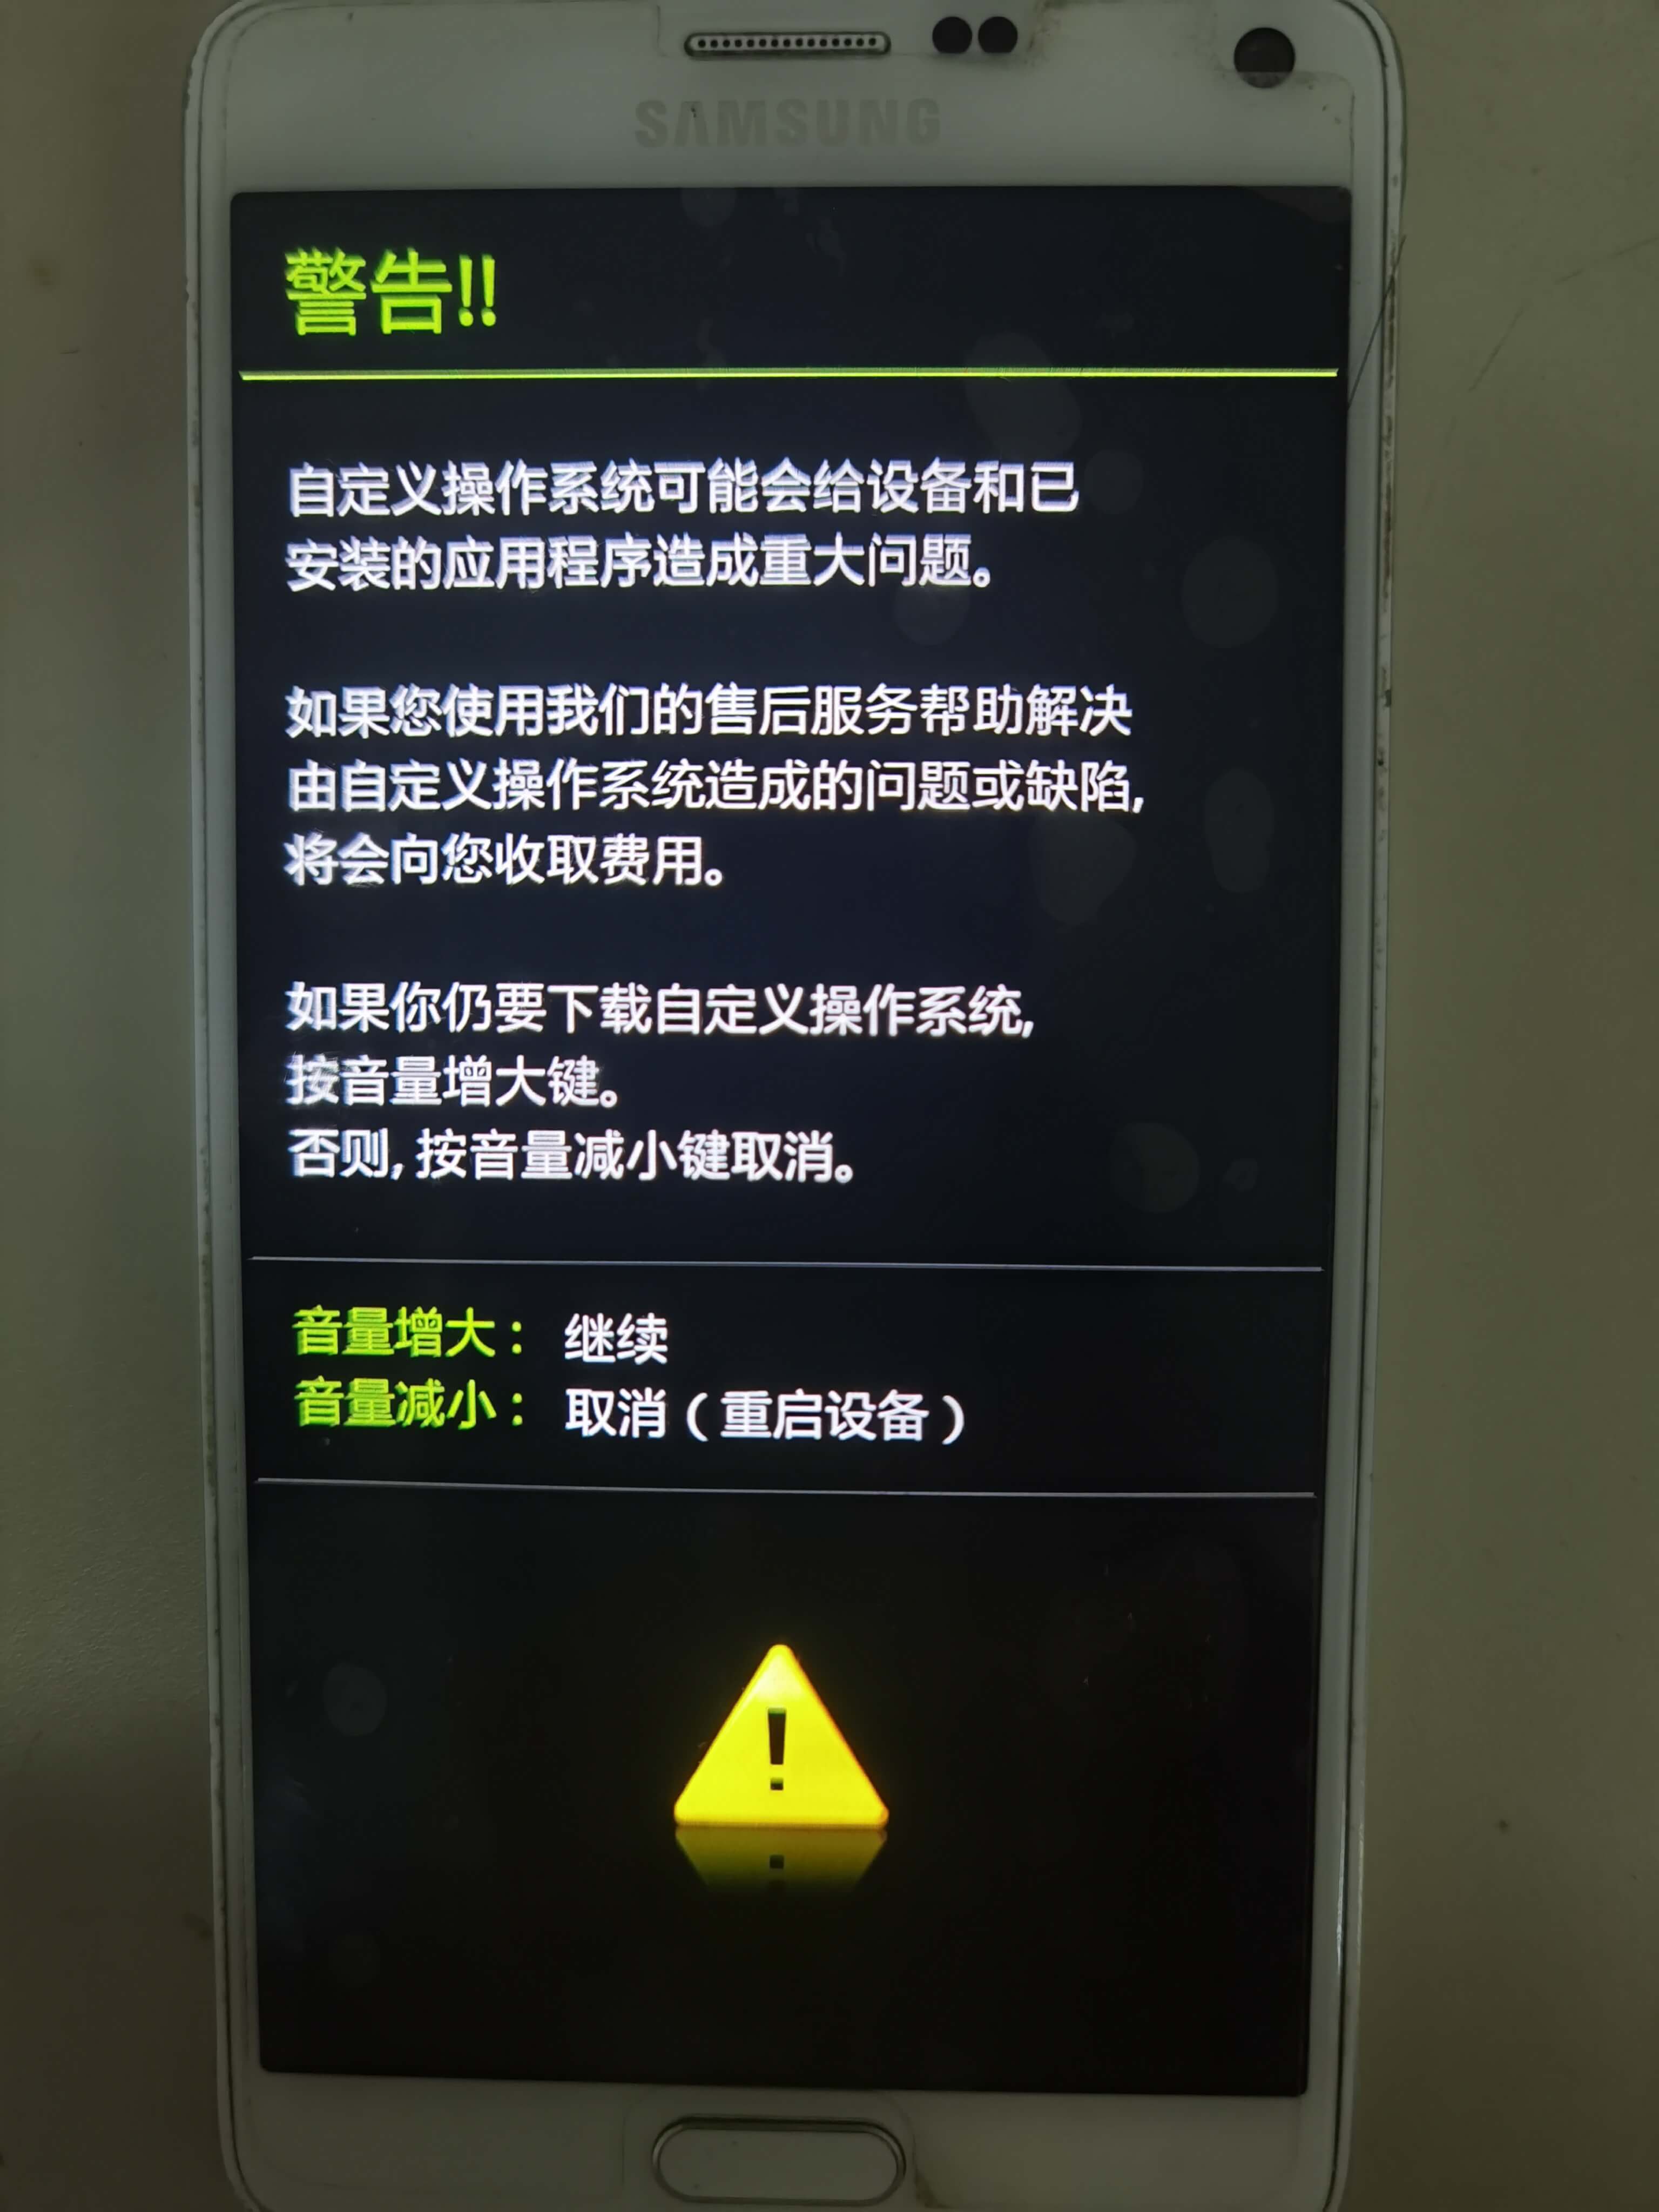 SAMSUNG
警告!!
自定义操作系统可能会给设备和已
安装的应用程序造成重大问题。
如果您使用我们的售后服务帮助解决
由自定义操作系统造成的问题或缺陷,
将会向您收取费用。
如果你仍要下载自定义操作系统,
按音量增大键。
否则, 按音量减小键取消。
音量增大： 继续
音量减小： 取消（重启设备）